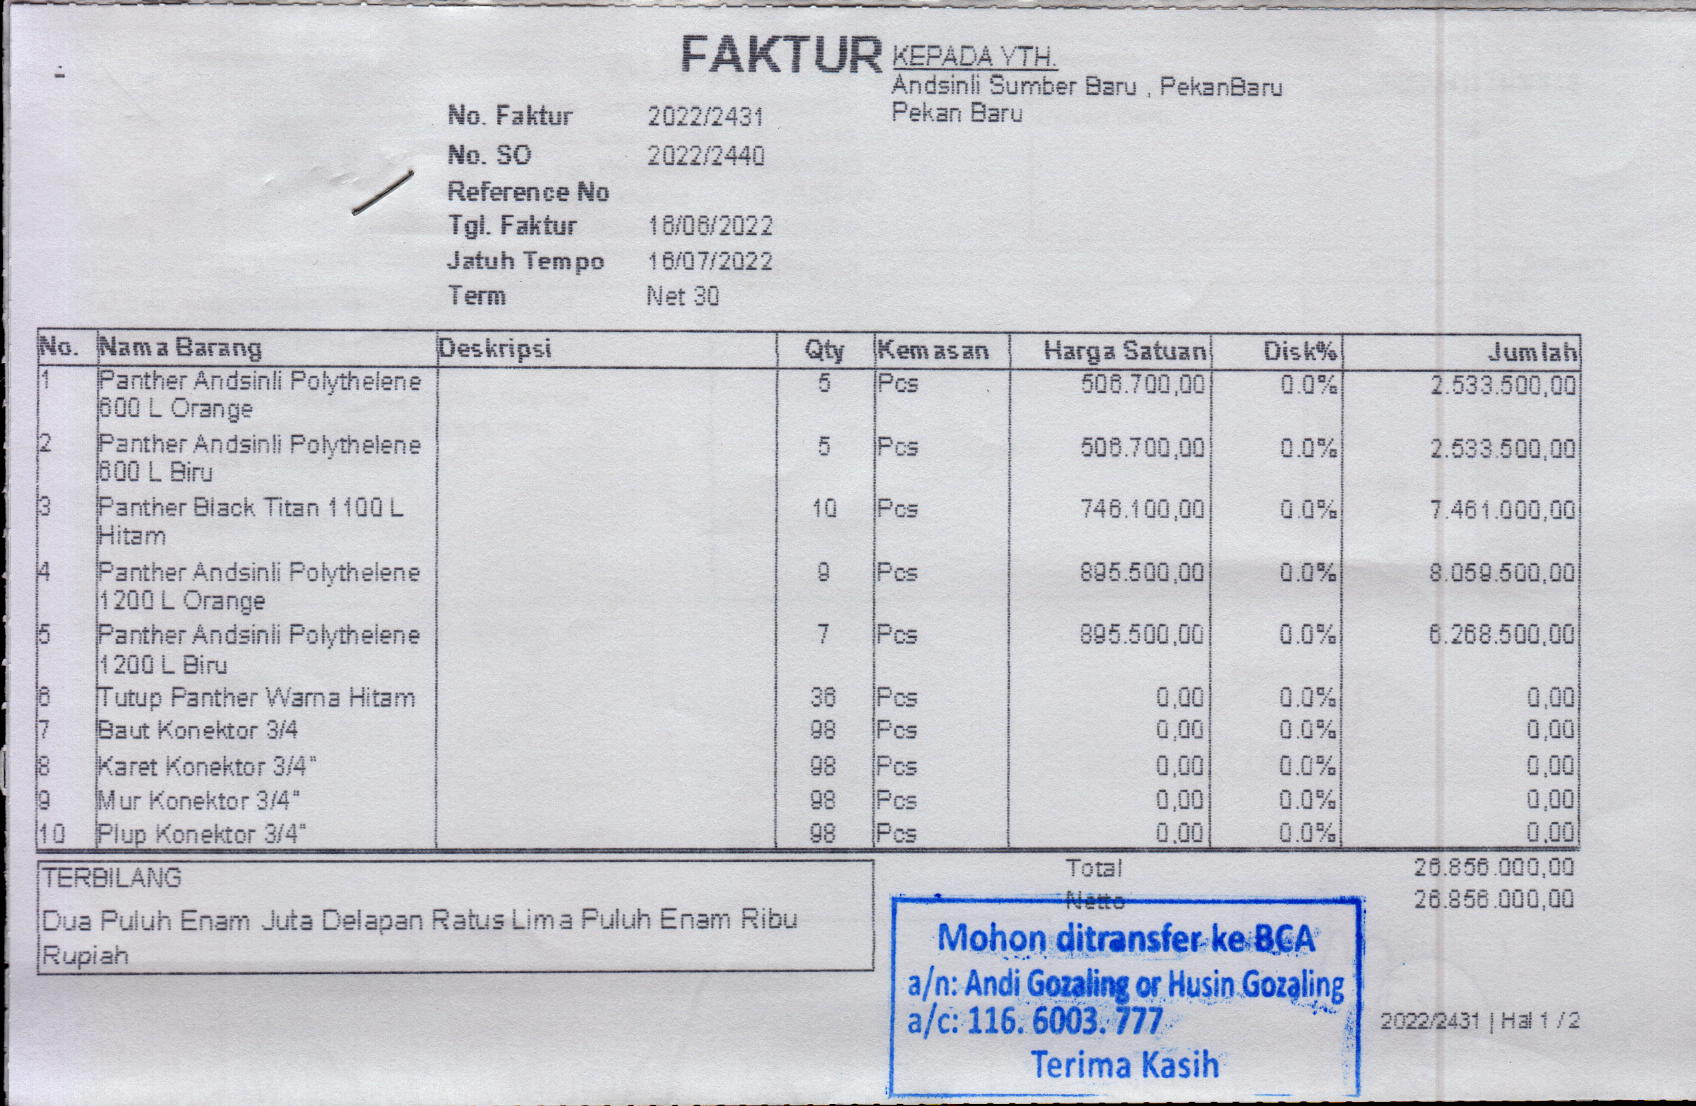 FAKTUR
KEPADA YTH.
Andsinli Sumber Baru , PekanBaru
Pekan Baru
No. Faktur 2022/2431
No. SO 2022/2440
Reference No
Tgl. Faktur 16/06/2022
Jatuh Tempo 16/07/2022
Term Net 30
No. Nama Barang Deskripsi Qty Kemasan Harga Satuan Disk% Jumlah
1 Panther Andsinli Polythelene 5 Pcs 506.700,00 0.0% 2.533.500,00
600 L Orange
2 Panther Andsinli Polythelene 5 Pcs 506.700,00 0.0% 2.533.500,00
600 L Biru
3 Panther Black Titan 1100 L 10 Pcs 746.100,00 0.0% 7.461.000,00
Hitam
4 Panther Andsinli Polythelene 9 Pcs 895.500,00 0.0% 8.059.500,00
1200 L Orange
5 Panther Andsinli Polythelene 7 Pcs 895.500,00 0.0% 6.268.500,00
1200 L Biru
6 Tutup Panther Warna Hitam 36 Pcs 0,00 0.0% 0,00
7 Baut Konektor 3/4 98 Pcs 0,00 0.0% 0,00
8 Karet Konektor 3/4" 98 Pcs 0,00 0.0% 0,00
9 Mur Konektor 3/4" 98 Pcs 0,00 0.0% 0,00
10 Plup Konektor 3/4" 98 Pcs 0,00 0.0% 0,00
TERBILANG
Dua Puluh Enam Juta Delapan Ratus Lima Puluh Enam Ribu
Rupiah
Total 26.856.000,00
Netto 26.856.000,00
Mohon ditransfer ke BCA
a/n: Andi Gozaling or Husin Gozaling
a/c: 116. 6003. 777
Terima Kasih
2022/2431 | Hal 1 / 2